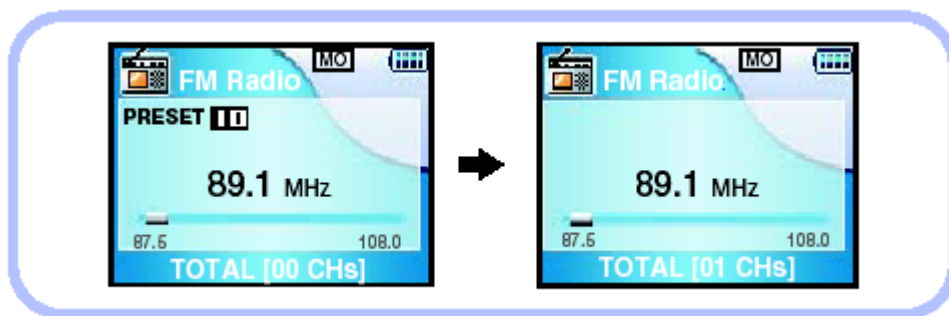 MO
FM Radio
PRESET
89.1 MHz
87.5 108.0
TOTAL [00 CHs]
MO
FM Radio
89.1 MHz
87.5 108.0
TOTAL [01 CHs]